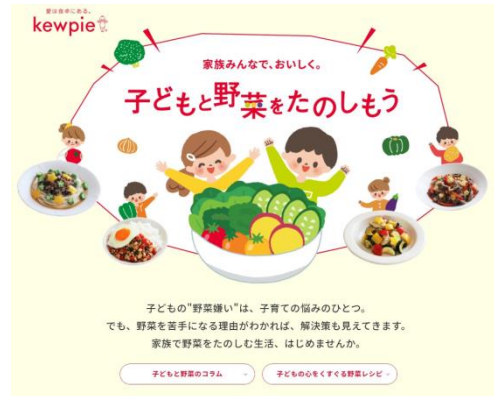 愛は食卓にある。
kewpie
家族みんなで、おいしく。
子どもと野菜をたのしもう
子どもの"野菜嫌い"は、子育ての悩みのひとつ。
でも、野菜を苦手になる理由がわかれば、解決策も見えてきます。
家族で野菜をたのしむ生活、はじめませんか。
子どもと野菜のコラム
子どもの心をくすぐる野菜レシピ